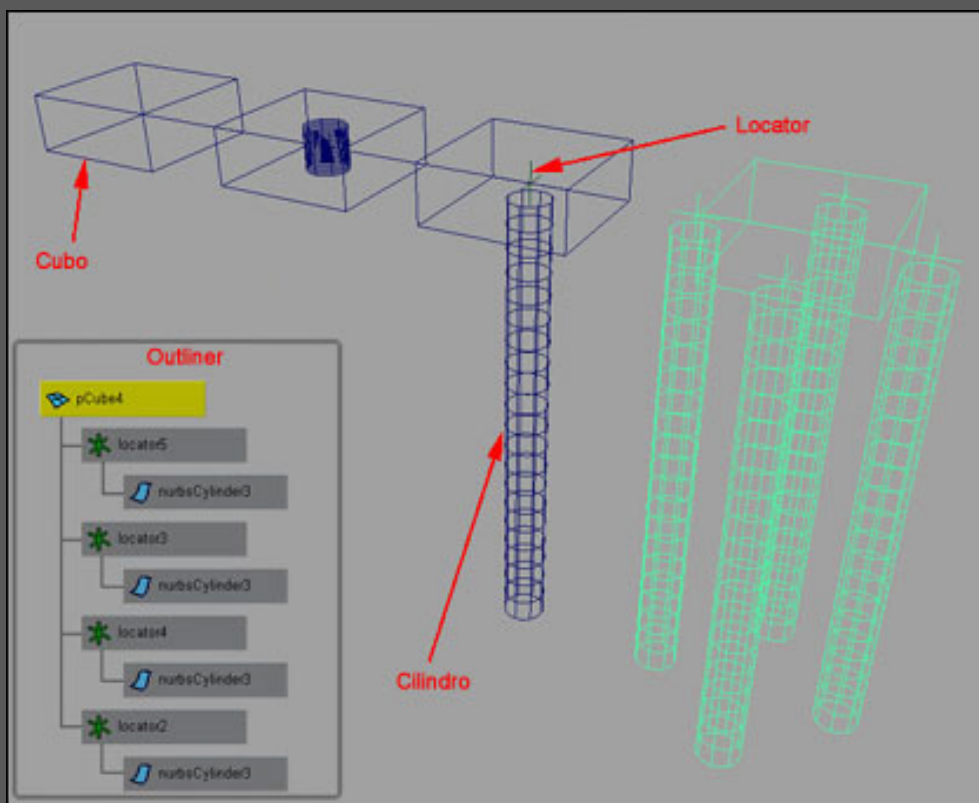 Locator
Cubo
Outliner
pCube4
locator5
nurbsCylinder3
locator3
nurbsCylinder3
locator4
nurbsCylinder3
Cilindro
locator2
nurbsCylinder3